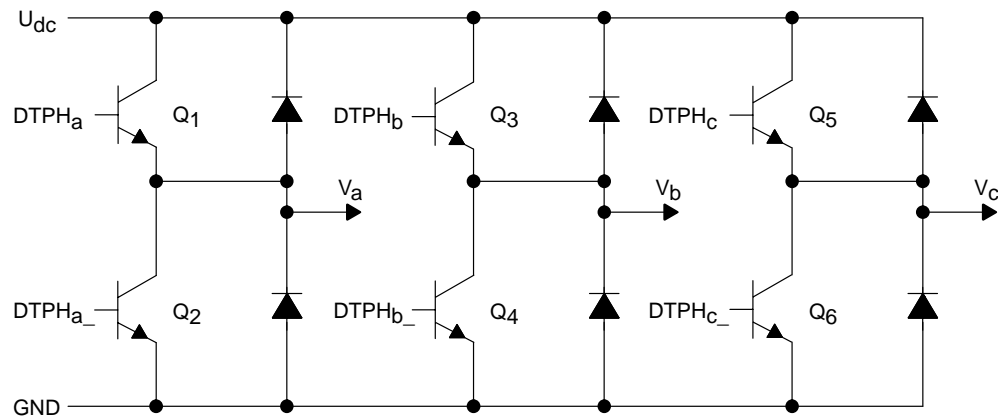 U_dc
DTPH_a Q_1 DTPH_b Q_3 DTPH_c Q_5
V_a V_b V_c
DTPH_a_ Q_2 DTPH_b_ Q_4 DTPH_c_ Q_6
GND